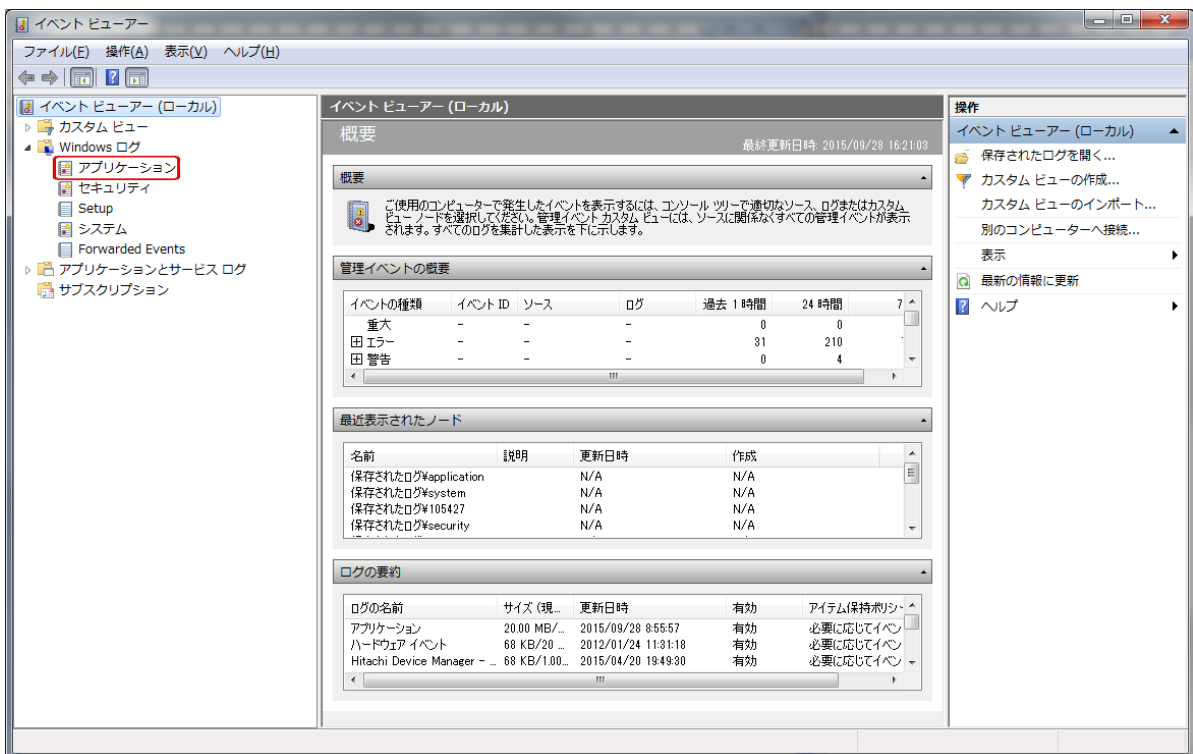 イベント ビューアー
ファイル(F) 操作(A) 表示(V) ヘルプ(H)
イベント ビューアー (ローカル)
カスタム ビュー
Windows ログ
アプリケーション
セキュリティ
Setup
システム
Forwarded Events
アプリケーションとサービス ログ
サブスクリプション
イベント ビューアー (ローカル)
概要
最終更新日時: 2015/09/28 16:21:03
概要
ご使用のコンピューターで発生したイベントを表示するには、コンソール ツリーで適切なソース、ログまたはカスタム
ビュー ノードを選択してください。管理イベント カスタム ビューには、ソースに関係なくすべての管理イベントが表示
されます。すべてのログを集計した表示を下に示します。
管理イベントの概要
イベントの種類 イベント ID ソース ログ 過去 1 時間 24 時間 7
重大 - - - 0 0
エラー - - - 31 210
警告 - - - 0 4
最近表示されたノード
名前 説明 更新日時 作成
保存されたログ¥application N/A N/A
保存されたログ¥system N/A N/A
保存されたログ¥105427 N/A N/A
保存されたログ¥security N/A N/A
ログの要約
ログの名前 サイズ (現... 更新日時 有効 アイテム保持ポリシー
アプリケーション 20.00 MB/... 2015/09/28 8:55:57 有効 必要に応じてイベン
ハードウェア イベント 68 KB/20 ... 2012/01/24 11:31:18 有効 必要に応じてイベン
Hitachi Device Manager - ... 68 KB/1.00... 2015/04/20 19:49:30 有効 必要に応じてイベン
操作
イベント ビューアー (ローカル)
保存されたログを開く...
カスタム ビューの作成...
カスタム ビューのインポート...
別のコンピューターへ接続...
表示
最新の情報に更新
ヘルプ